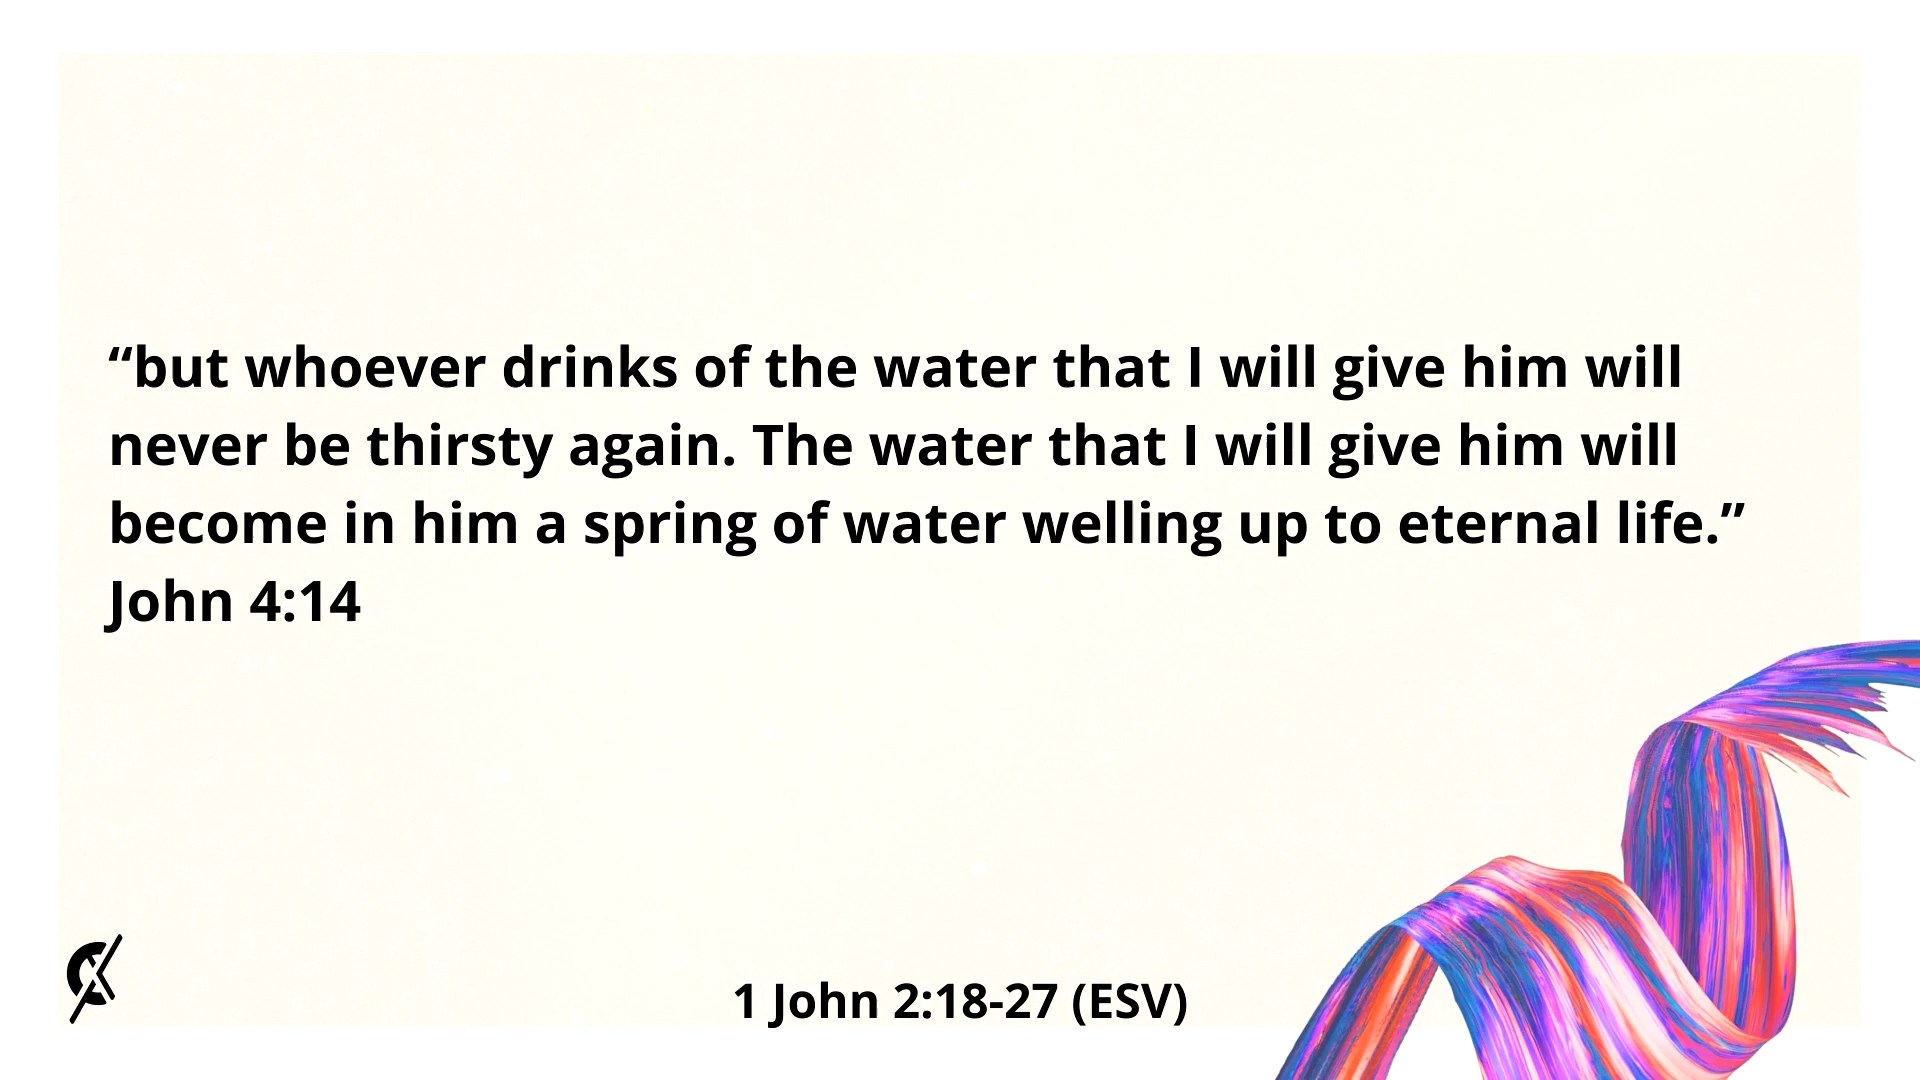 “but whoever drinks of the water that I will give him will
never be thirsty again. The water that I will give him will
become in him a spring of water welling up to eternal life.”
John 4:14
1 John 2:18-27 (ESV)